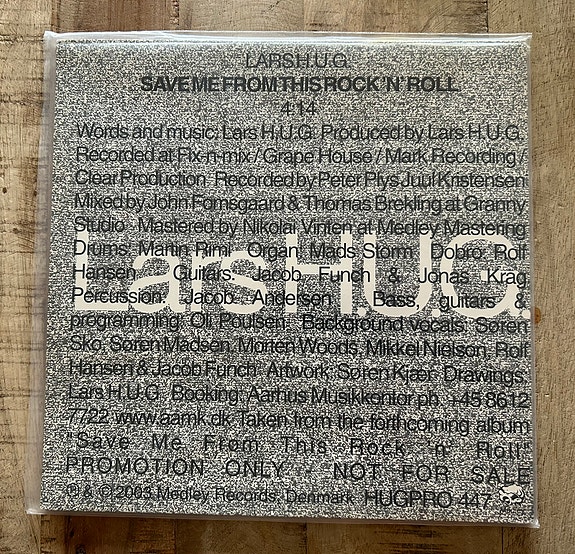 LARS H.U.G.
SAVE ME FROM THIS ROCK 'N' ROLL
4:14
Words and music: Lars H.U.G. Produced by Lars H.U.G.
Recorded at Fix-n-mix / Grape House / Mark Recording /
Clear Production Recorded by Peter Plys Juul Kristensen
Mixed by John Fomsgaard & Thomas Brekling at Granny
Studio Mastered by Nikolai Vinten at Medley Mastering
Drums: Martin Rimi Organ: Mads Storm Dobro: Rolf
Hansen Guitars: Jacob Funch & Jonas Krag
Lars H.U.G.
Percussion: Jacob Andersen Bass, guitars &
programming: Oli Poulsen Background vocals: Søren
Sko, Søren Madsen, Morten Woods, Mikkel Nielson, Rolf
Hansen & Jacob Funch Artwork: Søren Kjær Drawings:
Lars H.U.G. Booking: Aarhus Musikkontor ph. +45 8612
7722 www.aamk.dk Taken from the forthcoming album
"Save Me From This Rock 'n' Roll"
PROMOTION ONLY - NOT FOR SALE
℗ & © 2003 Medley Records, Denmark HUGPRO 447